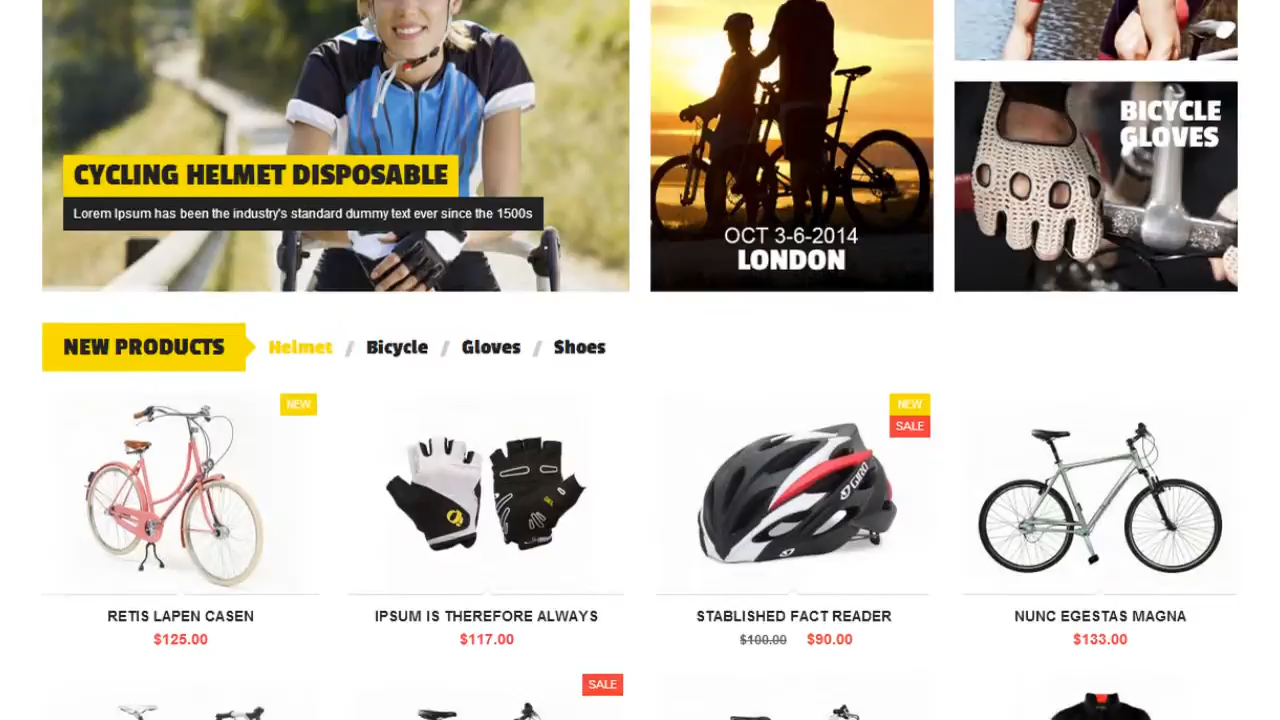 BICYCLE
GLOVES
CYCLING HELMET DISPOSABLE
Lorem Ipsum has been the industry's standard dummy text ever since the 1500s
OCT 3-6-2014
LONDON
NEW PRODUCTS Helmet / Bicycle / Gloves / Shoes
NEW
NEW
SALE
GIRO
RETIS LAPEN CASEN
$125.00
IPSUM IS THEREFORE ALWAYS
$117.00
STABLISHED FACT READER
$100.00 $90.00
NUNC EGESTAS MAGNA
$133.00
SALE